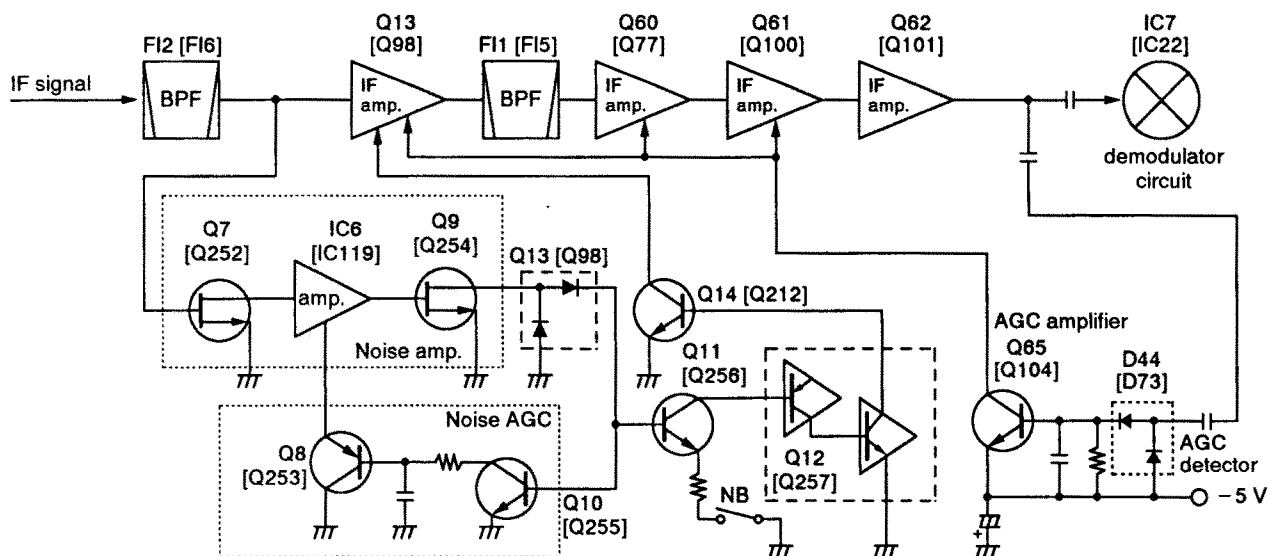 FI2 [FI6]
Q13
[Q98]
FI1 [FI5]
Q60
[Q77]
Q61
[Q100]
Q62
[Q101]
IC7
[IC22]
IF signal
BPF
IF
amp.
BPF
IF
amp.
IF
amp.
IF
amp.
demodulator
circuit
Q7
[Q252]
IC6
[IC119]
Q9
[Q254]
Q13 [Q98]
amp.
Noise amp.
Q14 [Q212]
Q11
[Q256]
AGC amplifier
Q65
[Q104]
D44
[D73]
Noise AGC
Q8
[Q253]
Q10
[Q255]
Q12
[Q257]
NB
AGC
detector
−5 V
+